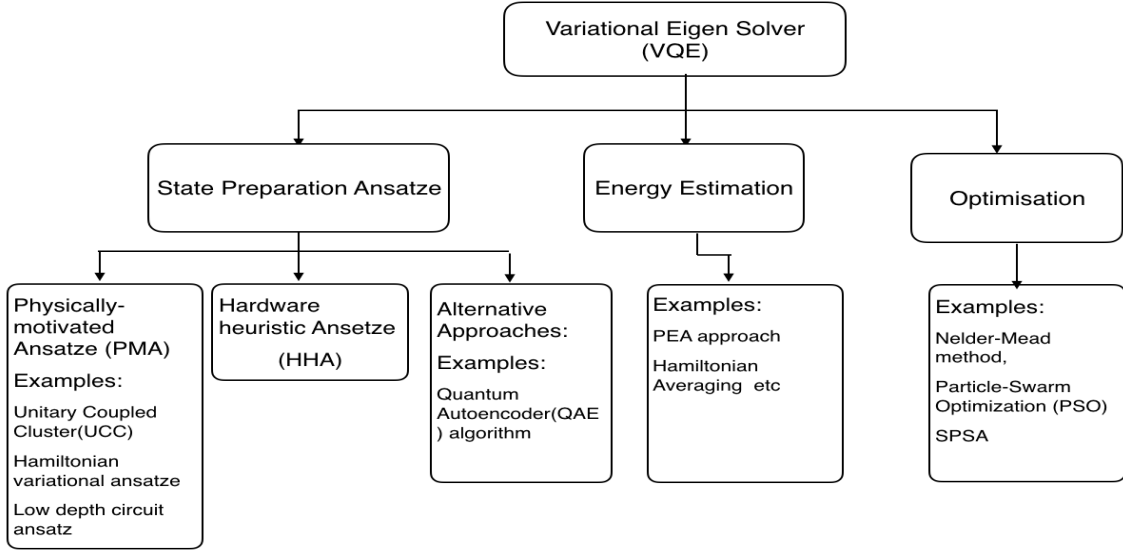 Variational Eigen Solver
(VQE)
State Preparation Ansatze
Energy Estimation
Optimisation
Physically-
motivated
Ansatze (PMA)
Examples:
Unitary Coupled
Cluster(UCC)
Hamiltonian
variational ansatze
Low depth circuit
ansatz
Hardware
heuristic Ansetze
(HHA)
Alternative
Approaches:
Examples:
Quantum
Autoencoder(QAE
) algorithm
Examples:
PEA approach
Hamiltonian
Averaging etc
Examples:
Nelder-Mead
method,
Particle-Swarm
Optimization (PSO)
SPSA